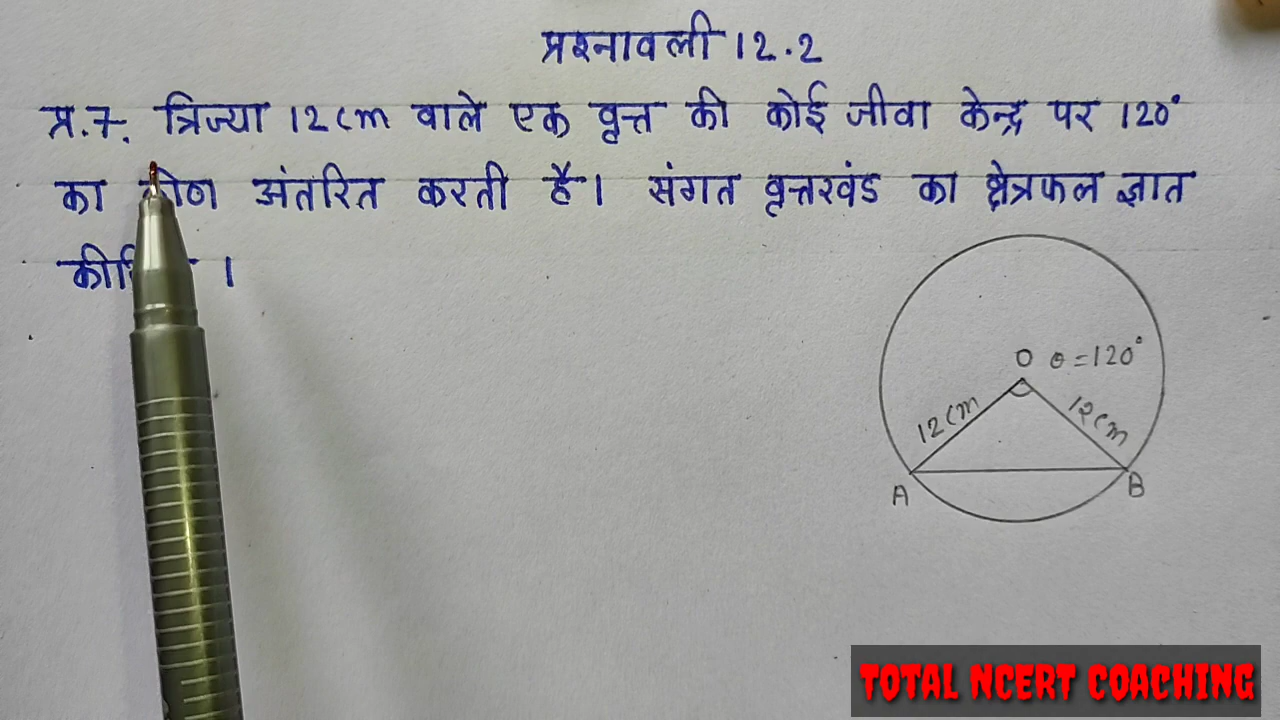 प्रश्नावली 12.2
प्र.7. त्रिज्या 12cm वाले एक वृत्त की कोई जीवा केन्द्र पर 120°
का अंतरित करती है। संगत वृत्तखंड का क्षेत्रफल ज्ञात
।
O θ=120°
12cm 12cm
A B
TOTAL NCERT COACHING